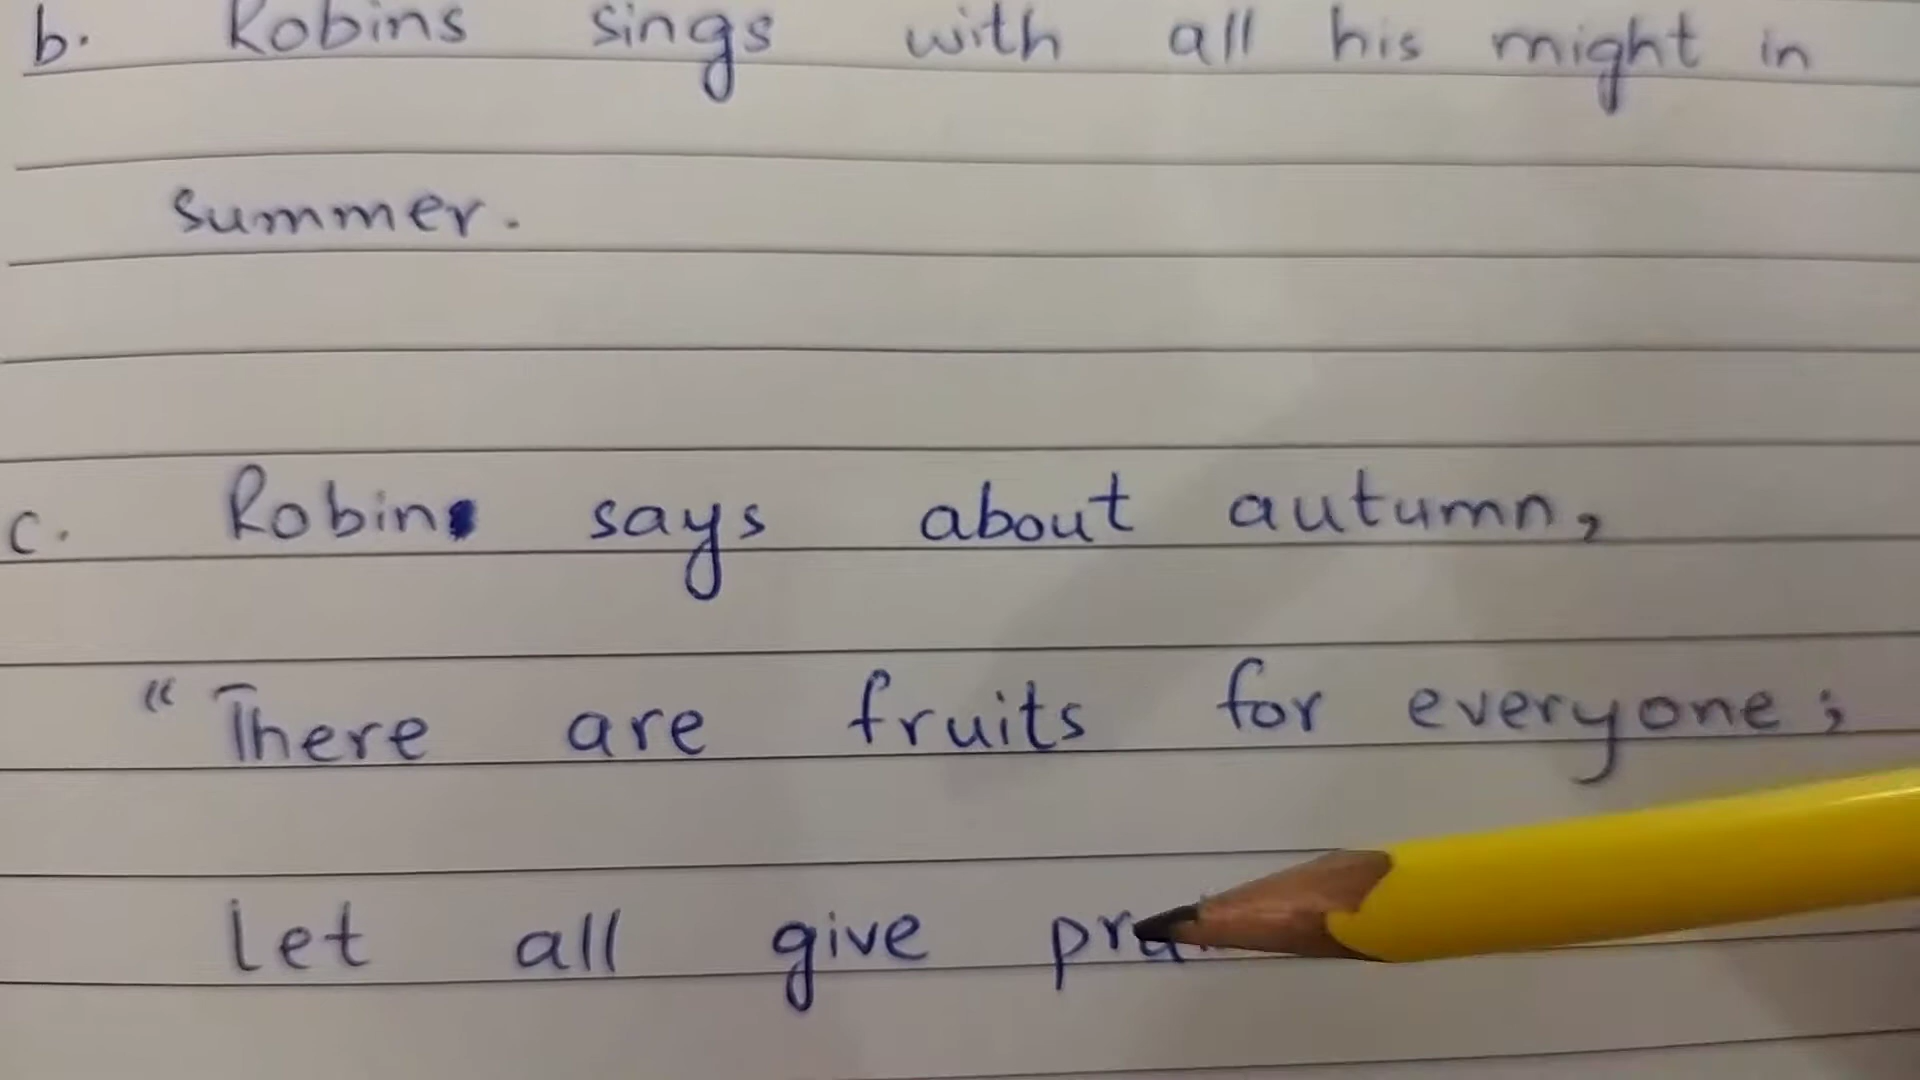 b. Robins sings with all his might in
summer.
c. Robin says about autumn,
“There are fruits for everyone;
Let all give